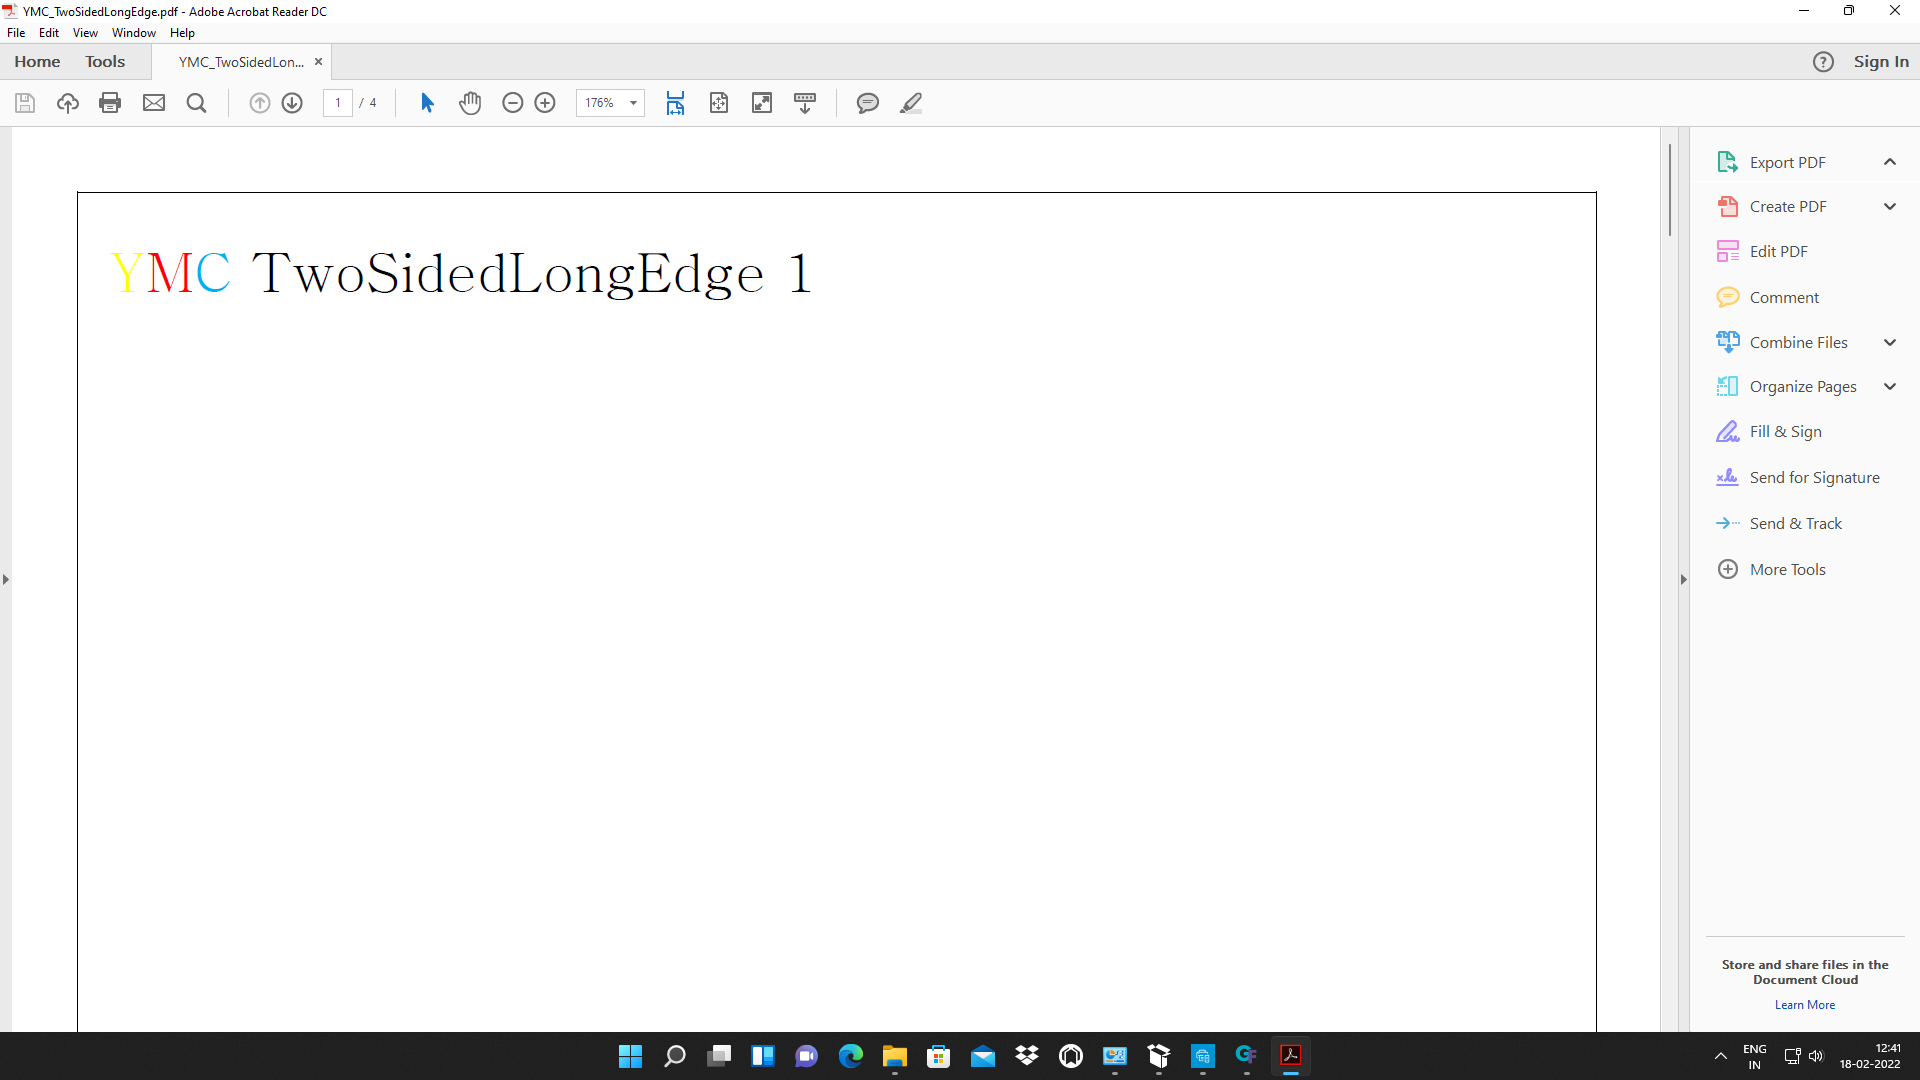 YMC_TwoSidedLongEdge.pdf - Adobe Acrobat Reader DC
File Edit View Window Help
Home Tools YMC_TwoSidedLon... × Sign In
1 / 4 176%
YMC TwoSidedLongEdge 1
Export PDF
Create PDF
Edit PDF
Comment
Combine Files
Organize Pages
Fill & Sign
Send for Signature
Send & Track
More Tools
Store and share files in the
Document Cloud
Learn More
ENG
IN
12:41
18-02-2022